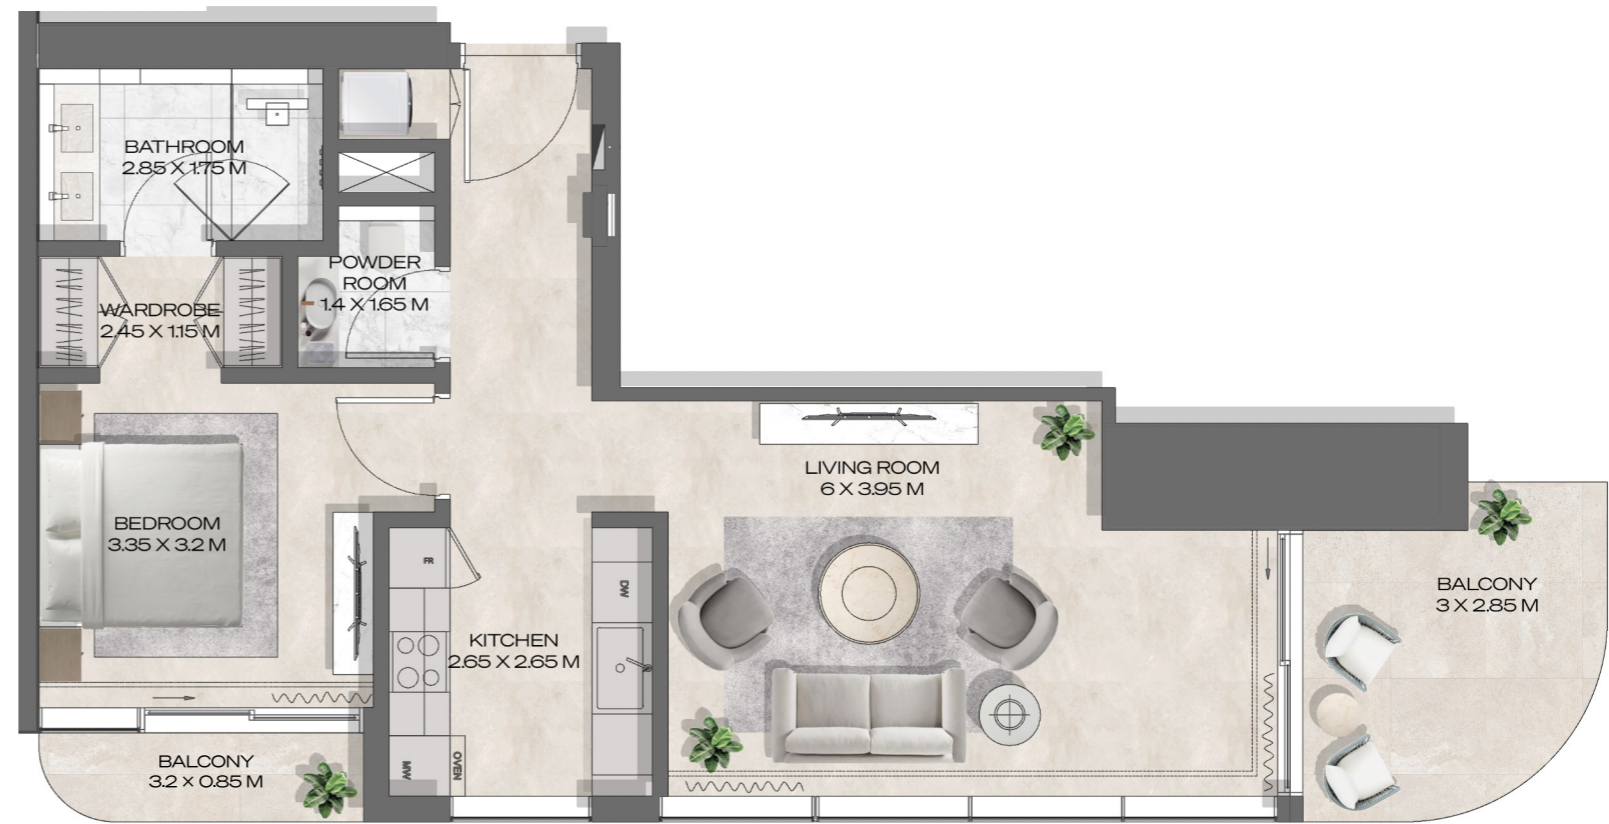 BATHROOM
2.85 X 1.75 M
POWDER
ROOM
1.4 X 1.65 M
WARDROBE
2.45 X 1.15 M
LIVING ROOM
6 X 3.95 M
BEDROOM
3.35 X 3.2 M
FR
DW
BALCONY
3 X 2.85 M
KITCHEN
2.65 X 2.65 M
BALCONY
3.2 X 0.85 M
MW
OVEN